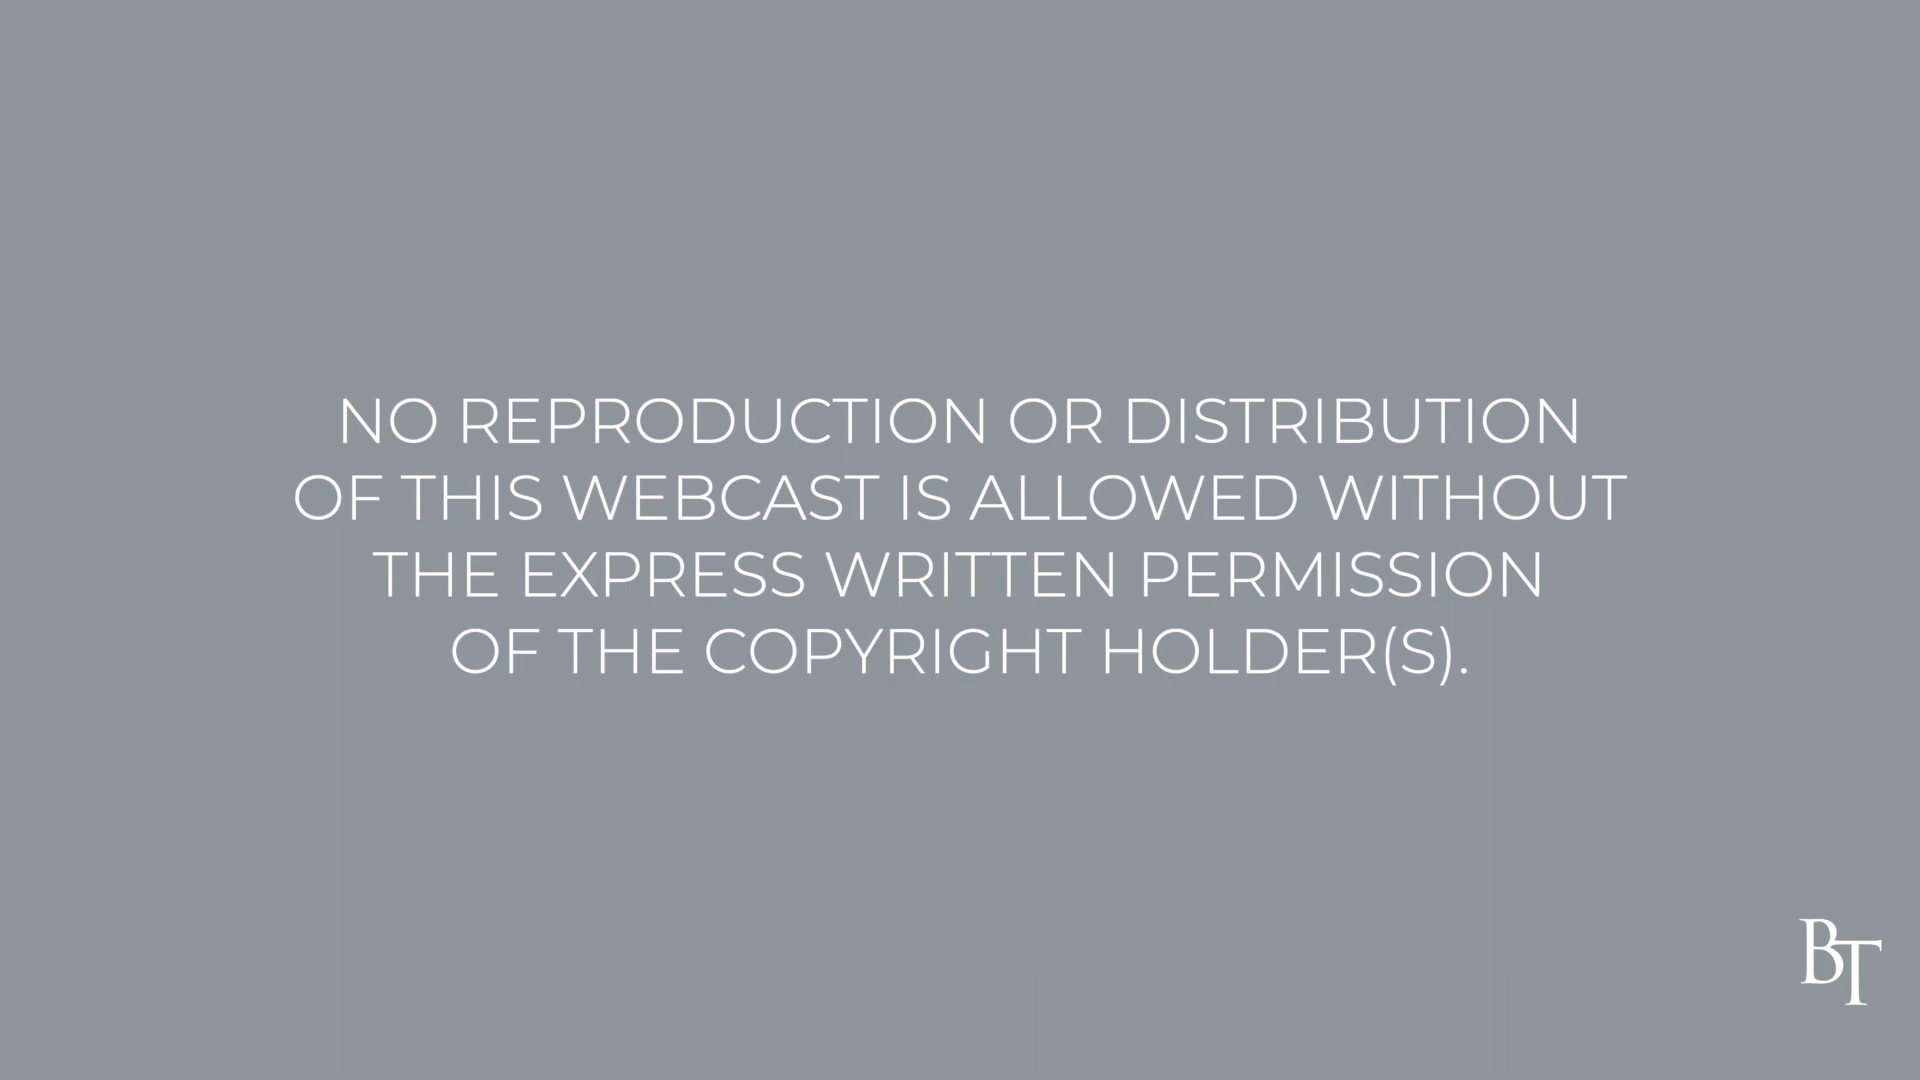 NO REPRODUCTION OR DISTRIBUTION
OF THIS WEBCAST IS ALLOWED WITHOUT
THE EXPRESS WRITTEN PERMISSION
OF THE COPYRIGHT HOLDER(S).
BT